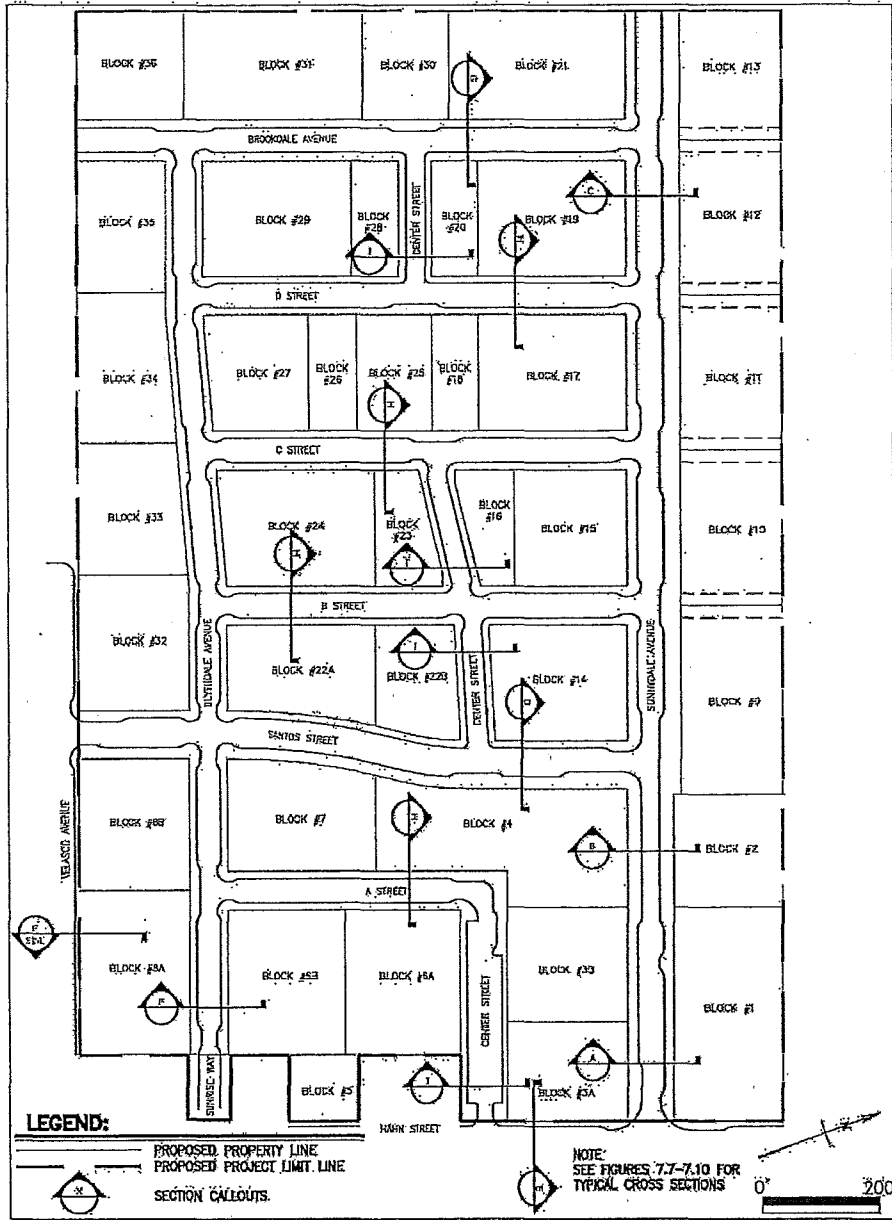 BLOCK #36
BLOCK #31
BLOCK #30
BLOCK #21
BLOCK #13
G
BROOKDALE AVENUE
BLOCK #35
BLOCK #29
BLOCK
#28
CENTER STREET
BLOCK
#20
BLOCK #19
C
BLOCK #12
H
I
D STREET
BLOCK #34
BLOCK #27
BLOCK
#26
BLOCK #25
BLOCK
#18
BLOCK #17
BLOCK #11
H
C STREET
BLOCK #33
BLOCK #24
BLOCK
#23
BLOCK
#16
BLOCK #15
BLOCK #10
H
I
B STREET
BLOCK #32
BLYTHDALE AVENUE
BLOCK #22A
BLOCK #22B
I
CENTER STREET
BLOCK #14
SUNNYDALE AVENUE
BLOCK #9
D
SANTOS STREET
VELASCO AVENUE
BLOCK #8B
BLOCK #7
H
BLOCK #4
B
BLOCK #2
A STREET
BLOCK #8A
F
BLOCK #6A
CENTER STREET
BLOCK #1
A
SUNRISE WAY
BLOCK #5
BLOCK #3A
HAHN STREET
LEGEND:
PROPOSED PROPERTY LINE
PROPOSED PROJECT LIMIT LINE
X
SECTION CALLOUTS
E
NOTE:
SEE FIGURES 7.7-7.10 FOR
TYPICAL CROSS SECTIONS
0'
200